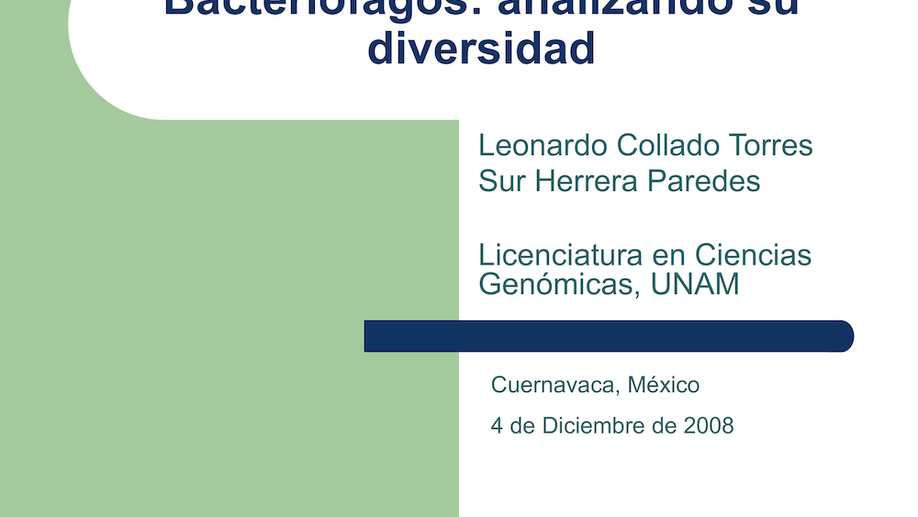 Bacteriófagos: analizando su
diversidad
Leonardo Collado Torres
Sur Herrera Paredes
Licenciatura en Ciencias
Genómicas, UNAM
Cuernavaca, México
4 de Diciembre de 2008